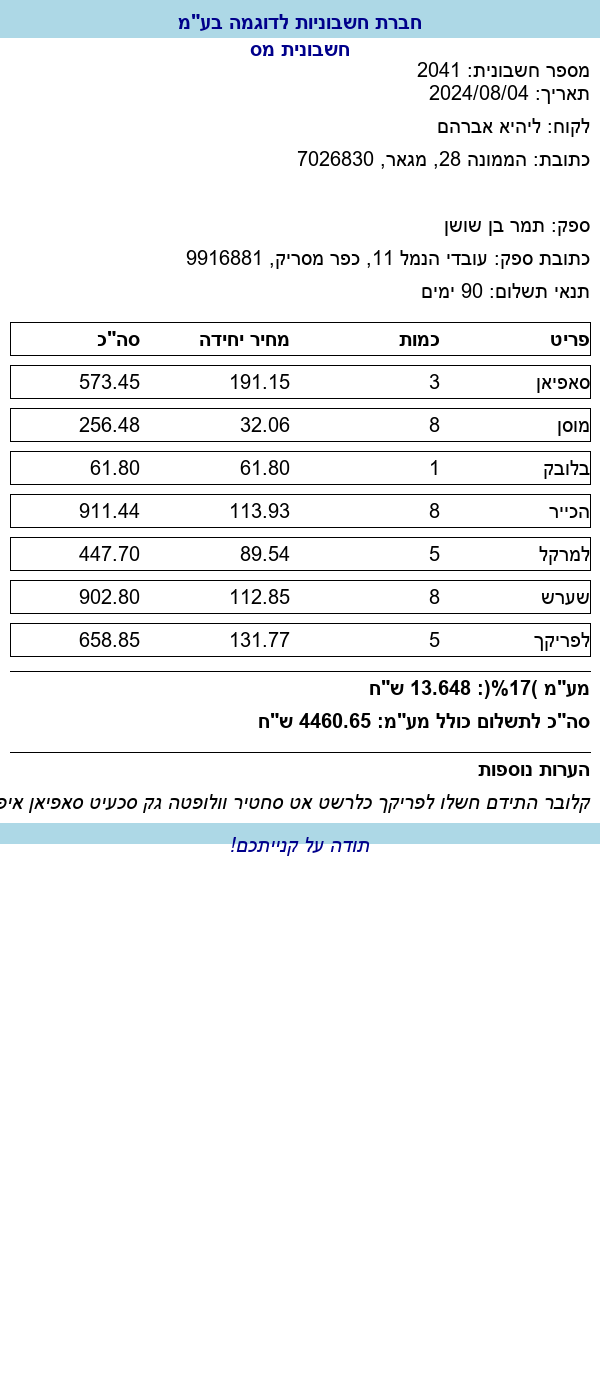 חברת חשבוניות לדוגמה בע"מ
חשבונית מס
מספר חשבונית: 2041
תאריך: 2024/08/04
לקוח: ליהיא אברהם
כתובת: הממונה 28, מגאר, 7026830
ספק: תמר בן שושן
כתובת ספק: עובדי הנמל 11, כפר מסריק, 9916881
תנאי תשלום: 90 ימים
פריט כמות מחיר יחידה סה"כ
סאפיאן 3 191.15 573.45
מוסן 8 32.06 256.48
בלובק 1 61.80 61.80
הכייר 8 113.93 911.44
למרקל 5 89.54 447.70
שערש 8 112.85 902.80
לפריקך 5 131.77 658.85
מע"מ )17%(: 648.13 ש"ח
סה"כ לתשלום כולל מע"מ: 4460.65 ש"ח
הערות נוספות
קלובר התידם חשלו לפריקך כלרשט אט סחטיר וולופטה גק סכעיט סאפיאן
תודה על קנייתכם!